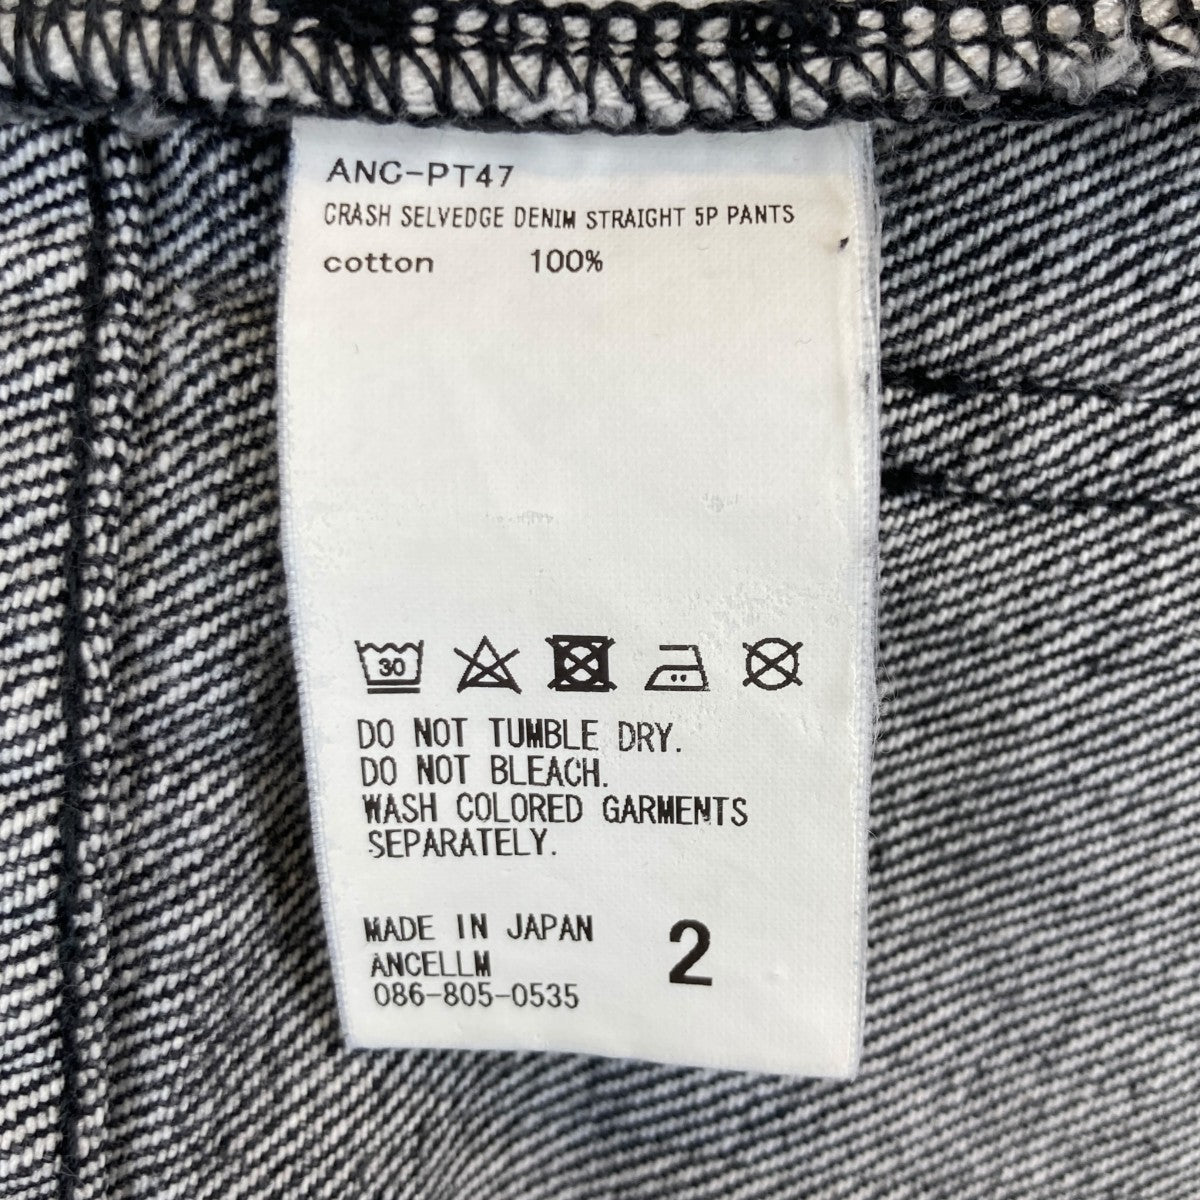 ANC-PT47
CRASH SELVEDGE DENIM STRAIGHT 5P PANTS
cotton 100%
30
DO NOT TUMBLE DRY.
DO NOT BLEACH.
WASH COLORED GARMENTS
SEPARATELY.
MADE IN JAPAN
ANCELLM
086-805-0535
2